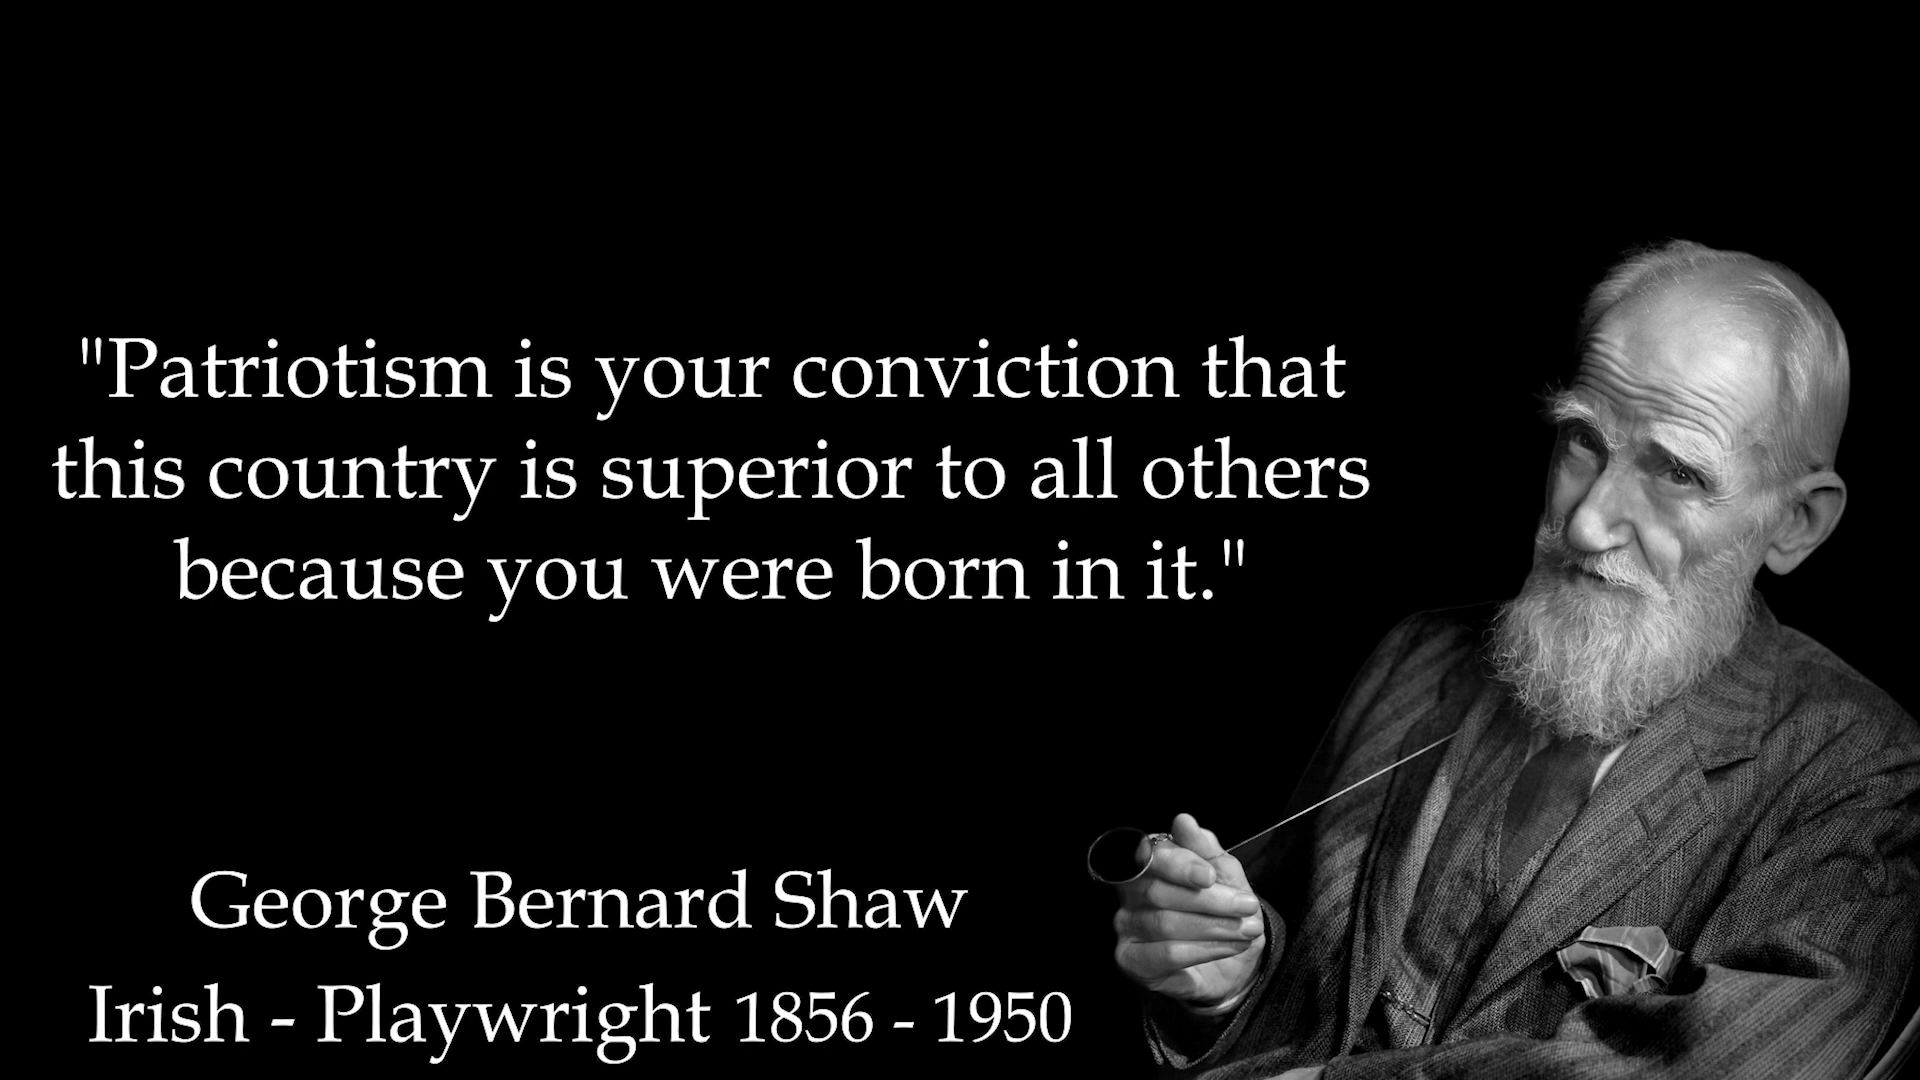 "Patriotism is your conviction that
this country is superior to all others
because you were born in it."
George Bernard Shaw
Irish - Playwright 1856 - 1950